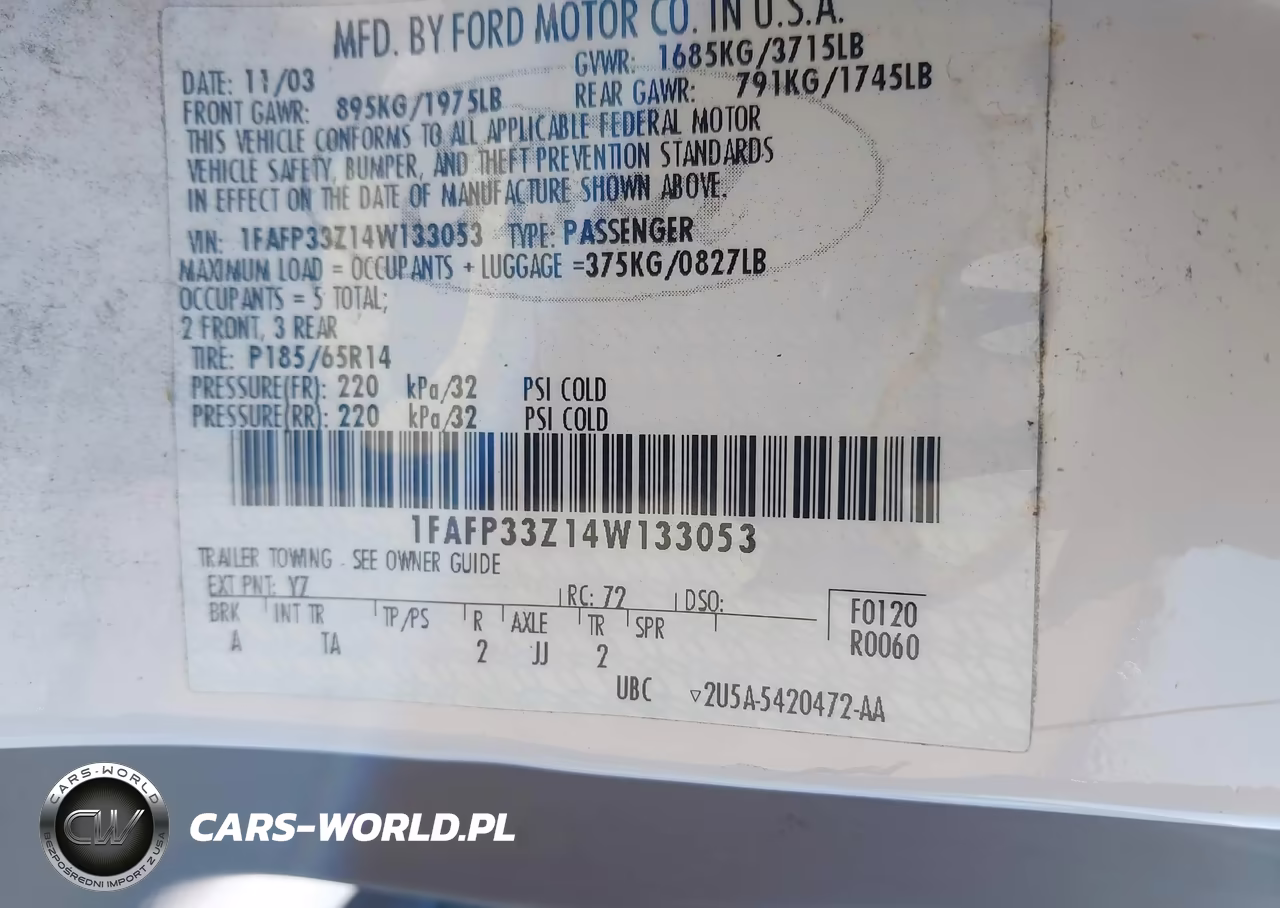 MFD. BY FORD MOTOR CO. IN U.S.A.
DATE: 11/03 GVWR: 1685KG/3715LB
FRONT GAWR: 895KG/1975LB REAR GAWR: 791KG/1745LB
THIS VEHICLE CONFORMS TO ALL APPLICABLE FEDERAL MOTOR
VEHICLE SAFETY, BUMPER, AND THEFT PREVENTION STANDARDS
IN EFFECT ON THE DATE OF MANUFACTURE SHOWN ABOVE.
VIN: 1FAFP33Z14W133053 TYPE: PASSENGER
MAXIMUM LOAD = OCCUPANTS + LUGGAGE =375KG/0827LB
OCCUPANTS = 5 TOTAL;
2 FRONT, 3 REAR
TIRE: P185/65R14
PRESSURE(FR): 220 kPa/32 PSI COLD
PRESSURE(RR): 220 kPa/32 PSI COLD
1FAFP33Z14W133053
TRAILER TOWING - SEE OWNER GUIDE
EXT PNT: Y7 RC: 72 DSO:
BRK INT TR TP/PS R AXLE TR SPR F0120
A TA 2 JJ 2 R0060
UBC ▽2U5A-5420472-AA
CARS-WORLD
CW
BEZPOŚREDNI IMPORT Z USA
CARS-WORLD.PL